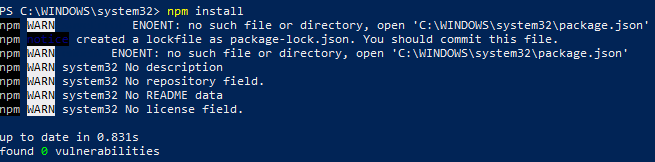 PS C:\WINDOWS\system32> npm install
npm WARN ENOENT: no such file or directory, open 'C:\WINDOWS\system32\package.json'
npm notice created a lockfile as package-lock.json. You should commit this file.
npm WARN ENOENT: no such file or directory, open 'C:\WINDOWS\system32\package.json'
npm WARN system32 No description
npm WARN system32 No repository field.
npm WARN system32 No README data
npm WARN system32 No license field.
up to date in 0.831s
found 0 vulnerabilities